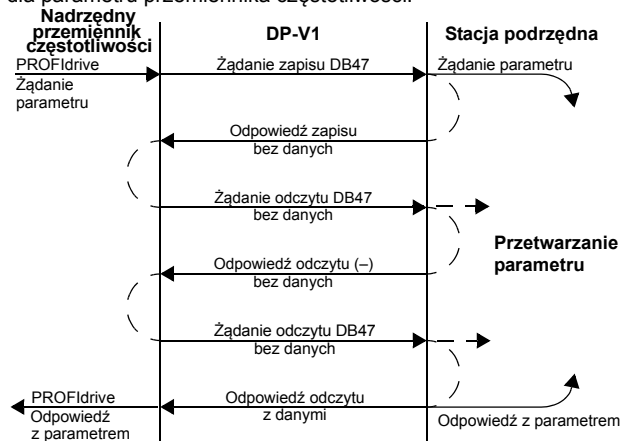 dla parametru przemiennika częstotliwości.
Nadrzędny
przemiennik
częstotliwości
DP-V1
Stacja podrzędna
PROFIdrive
Żądanie
parametru
Żądanie zapisu DB47
Żądanie parametru
Odpowiedź zapisu
bez danych
Żądanie odczytu DB47
bez danych
Odpowiedź odczytu (–)
bez danych
Przetwarzanie
parametru
Żądanie odczytu DB47
bez danych
PROFIdrive
Odpowiedź
z parametrem
Odpowiedź odczytu
z danymi
Odpowiedź z parametrem